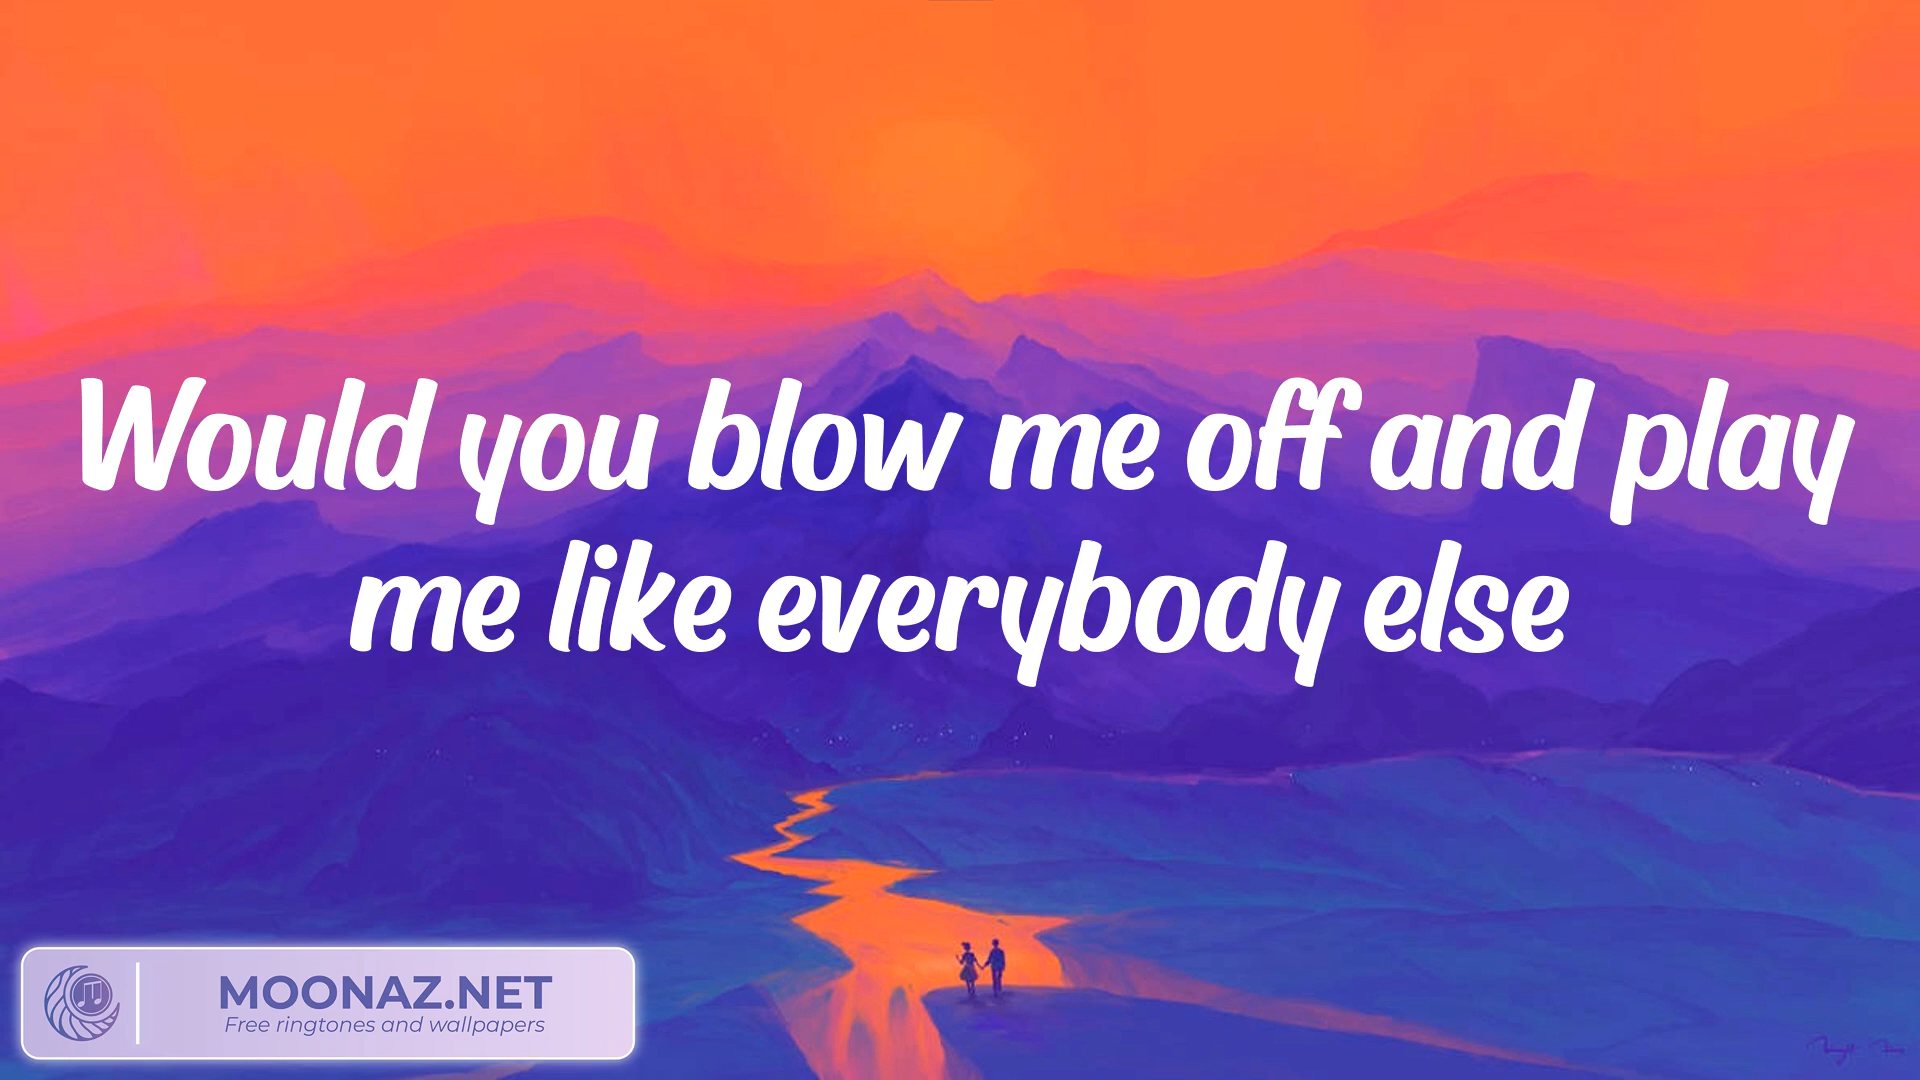 Would you blow me off and play
me like everybody else
MOONAZ.NET
Free ringtones and wallpapers